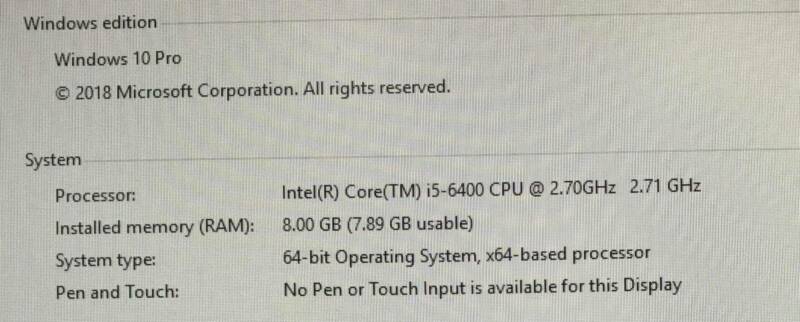 Windows edition
Windows 10 Pro
© 2018 Microsoft Corporation. All rights reserved.
System
Processor: Intel(R) Core(TM) i5-6400 CPU @ 2.70GHz 2.71 GHz
Installed memory (RAM): 8.00 GB (7.89 GB usable)
System type: 64-bit Operating System, x64-based processor
Pen and Touch: No Pen or Touch Input is available for this Display